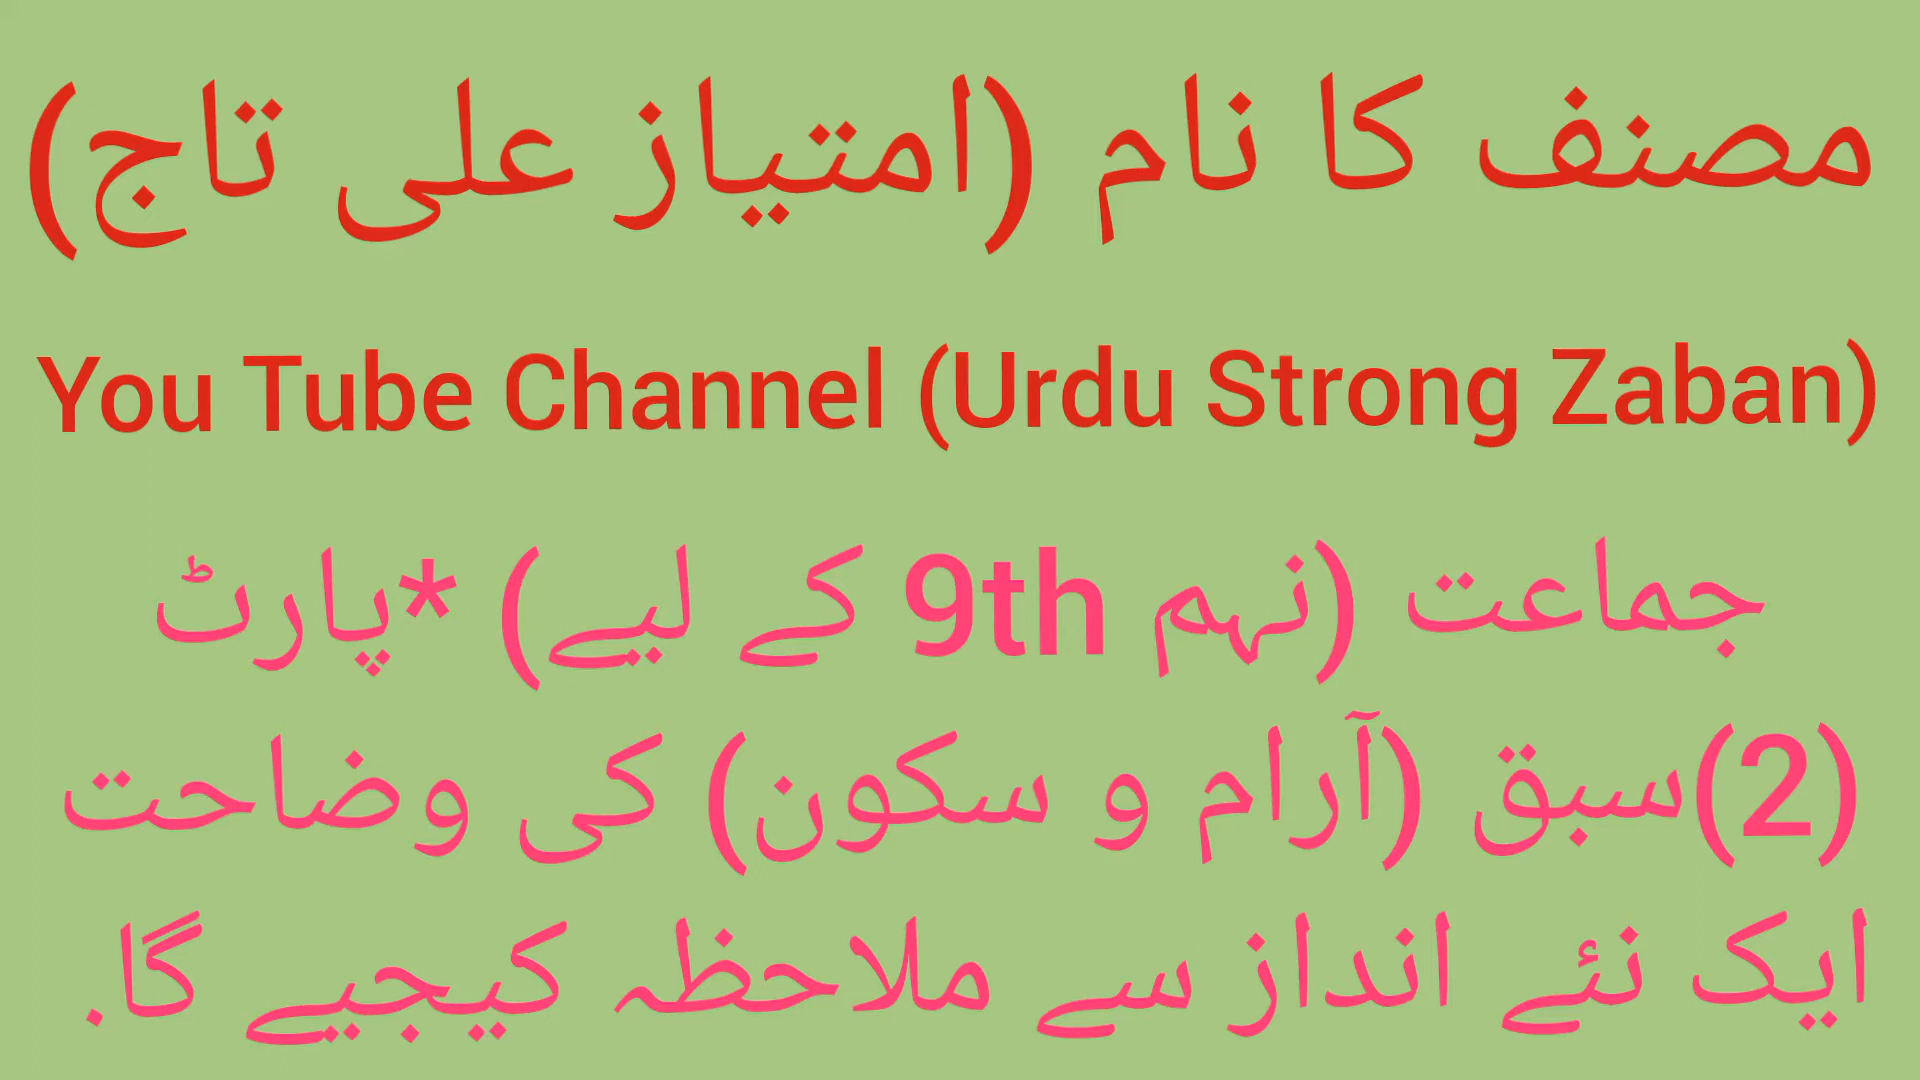 مصنف کا نام (امتیاز علی تاج)
You Tube Channel (Urdu Strong Zaban)
جماعت (نہم 9th کے لیے) *پارٹ
(2)سبق (آرام و سکون) کی وضاحت
ایک نئے انداز سے ملاحظہ کیجیے گا.